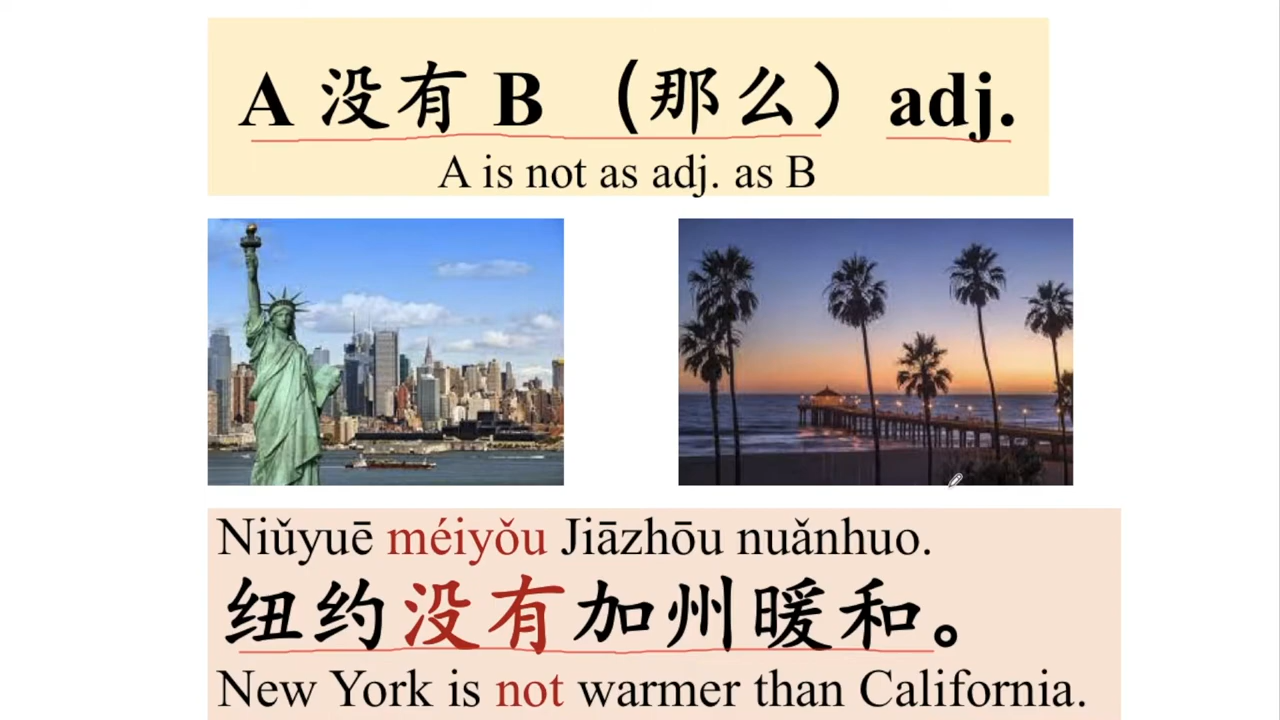 A 没有 B （那么）adj.
A is not as adj. as B
Niǔyuē méiyǒu Jiāzhōu nuǎnhuo.
纽约没有加州暖和。
New York is not warmer than California.